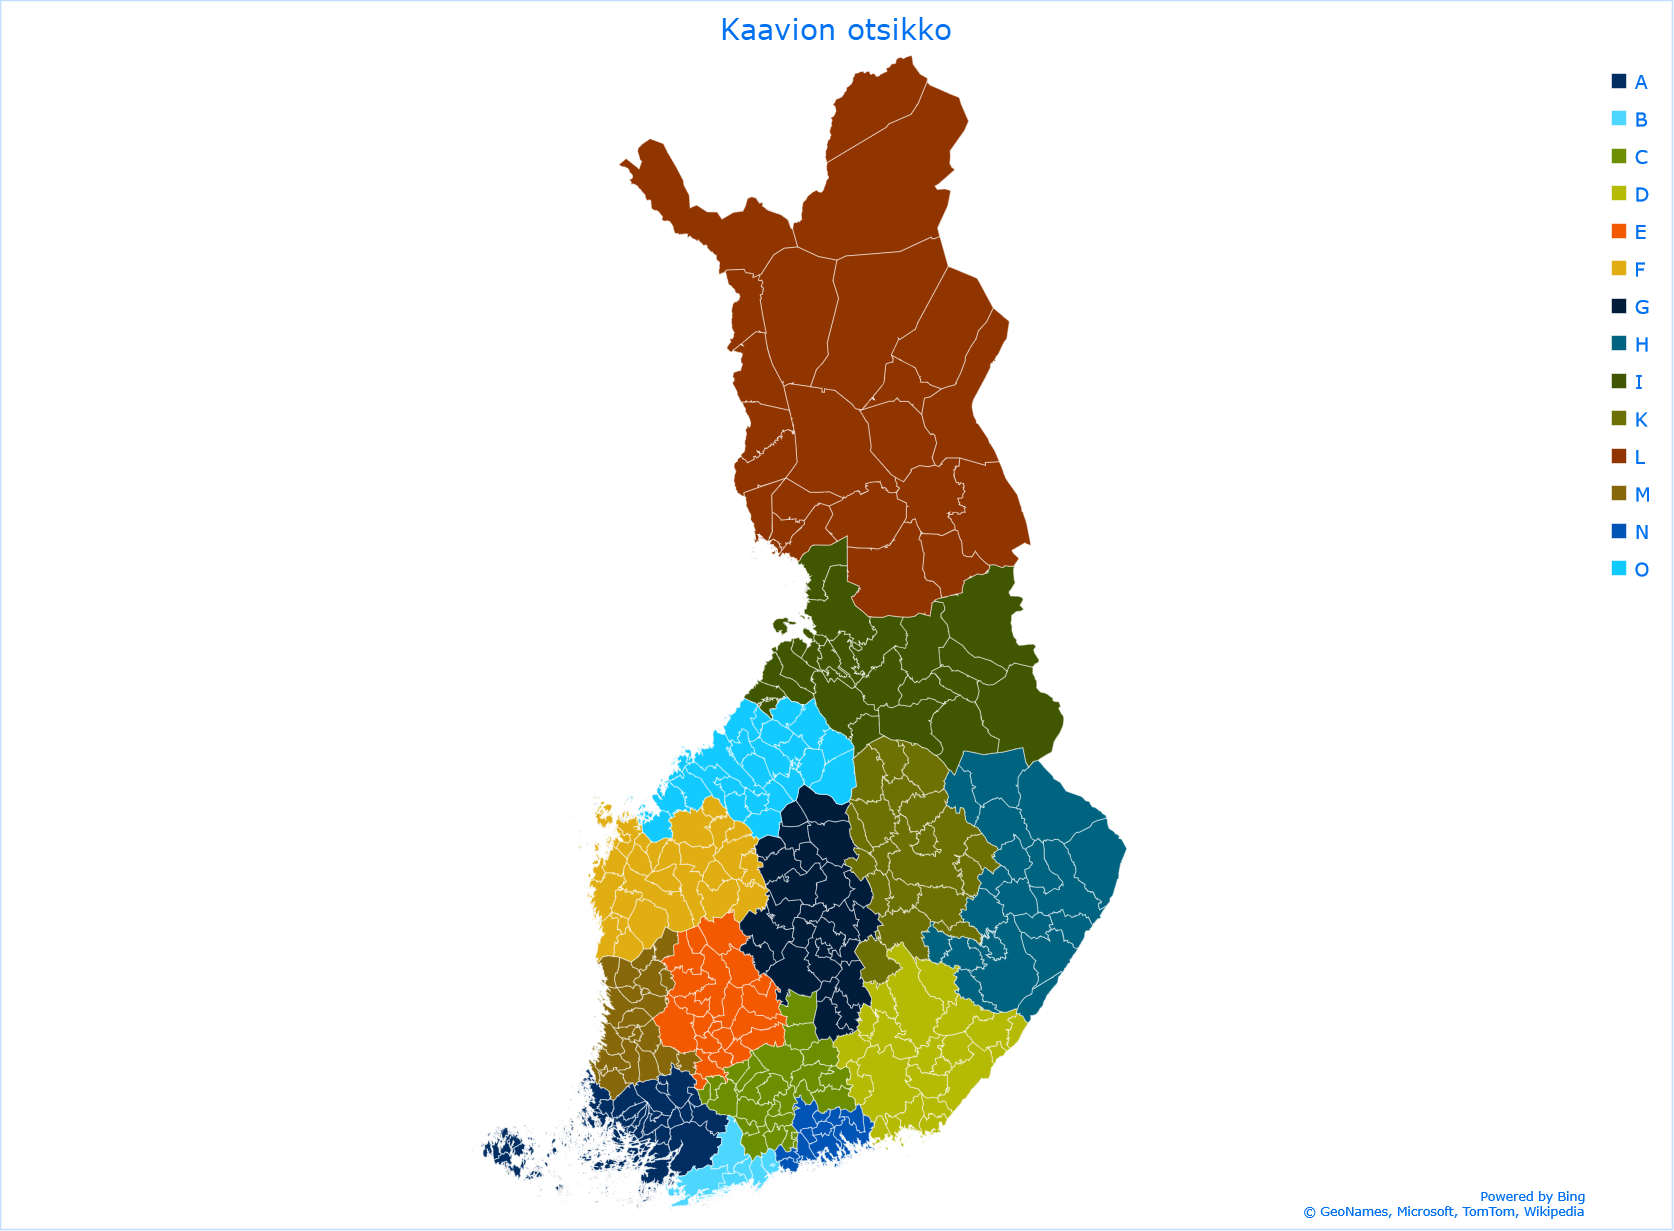 Kaavion otsikko
A
B
C
D
E
F
G
H
I
K
L
M
N
O
Powered by Bing
© GeoNames, Microsoft, TomTom, Wikipedia